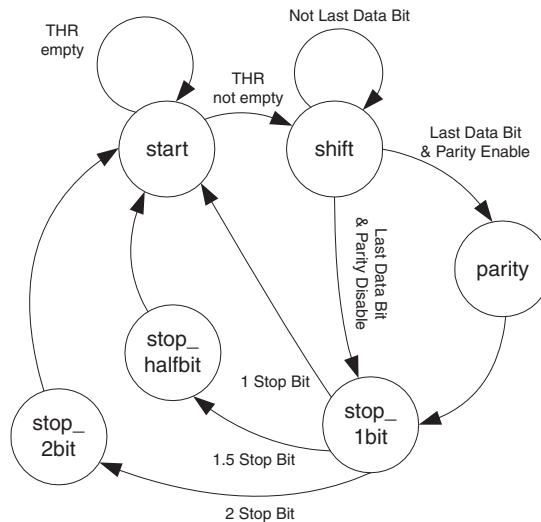 THR
empty
Not Last Data Bit
THR
not empty
start
shift
Last Data Bit
& Parity Enable
Last Data Bit
& Parity Disable
parity
stop_
halfbit
1 Stop Bit
stop_
1bit
stop_
2bit
1.5 Stop Bit
2 Stop Bit